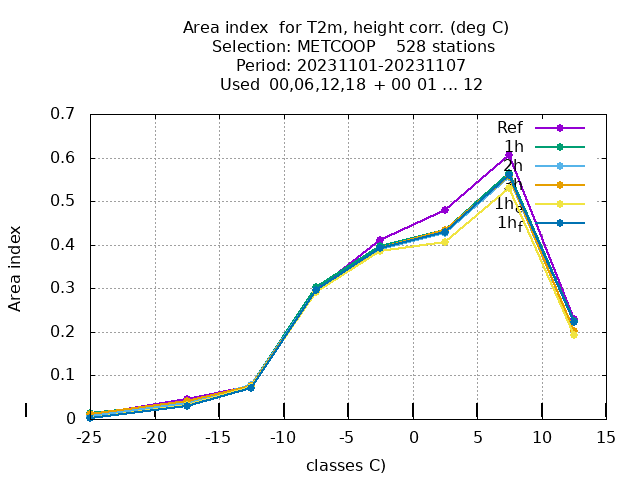 Area index  for T2m, height corr. (deg C)
Selection: METCOOP    528 stations
Period: 20231101-20231107
Used  00,06,12,18  + 00 01 ... 12
0.7
0.6
0.5
0.4
0.3
0.2
0.1
0
Area index
Ref
1h
2h
1h
1h_f
-25 -20 -15 -10 -5 0 5 10 15
classes C)